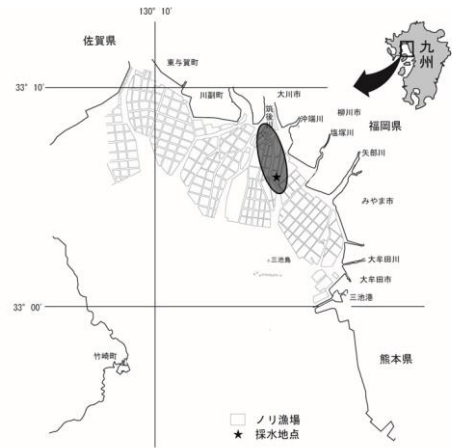 130° 10'
佐賀県
九州
東与賀町
33° 10'
川副町
筑後川
大川市
沖端川
柳川市
塩塚川
福岡県
矢部川
みやま市
三池島
大牟田川
大牟田市
三池港
33° 00'
竹崎町
熊本県
ノリ漁場
★ 採水地点